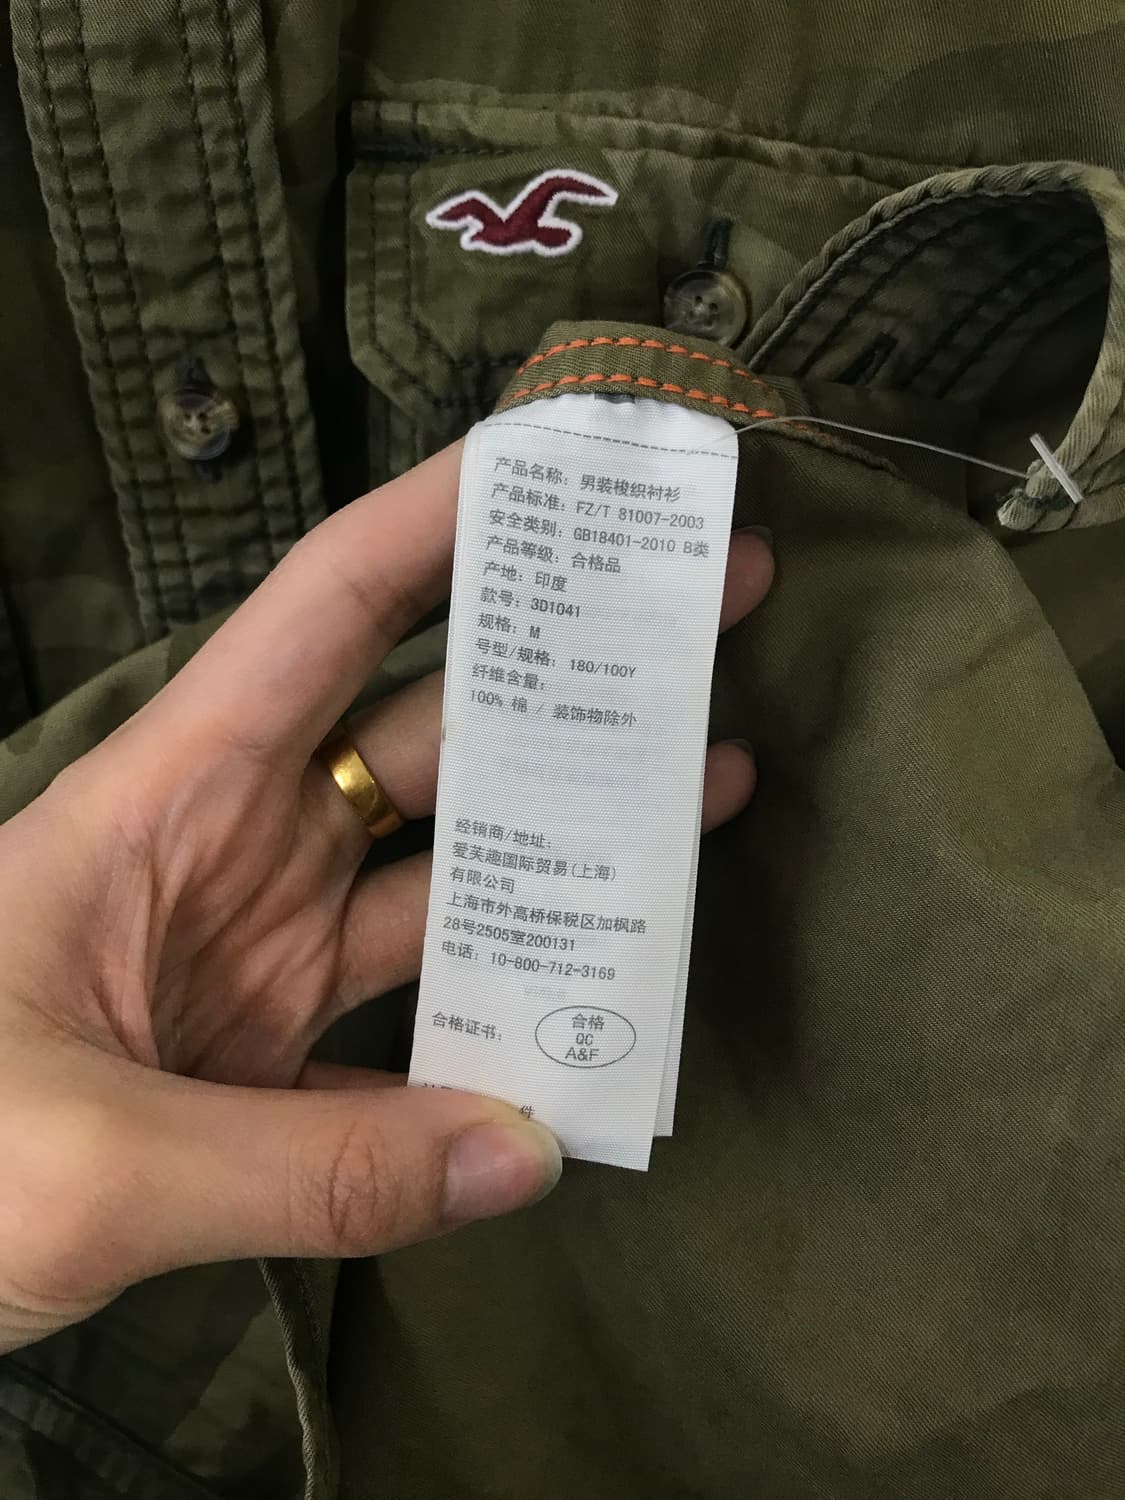 产品名称: 男装梭织衬衫
产品标准: FZ/T 81007-2003
安全类别: GB18401-2010 B类
产品等级: 合格品
产地: 印度
款号: 3D1041
规格: M
号型/规格: 180/100Y
纤维含量:
100% 棉 / 装饰物除外
经销商/地址:
爱芙趣国际贸易(上海)
有限公司
上海市外高桥保税区加枫路
28号2505室200131
电话: 10-800-712-3169
合格证书:
合格
QC
A&F
件